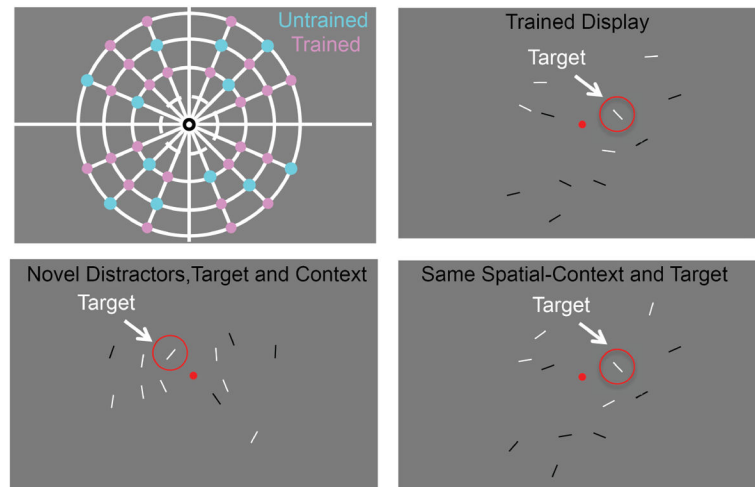 Untrained
Trained
Trained Display
Target
Novel Distractors,Target and Context
Target
Same Spatial-Context and Target
Target